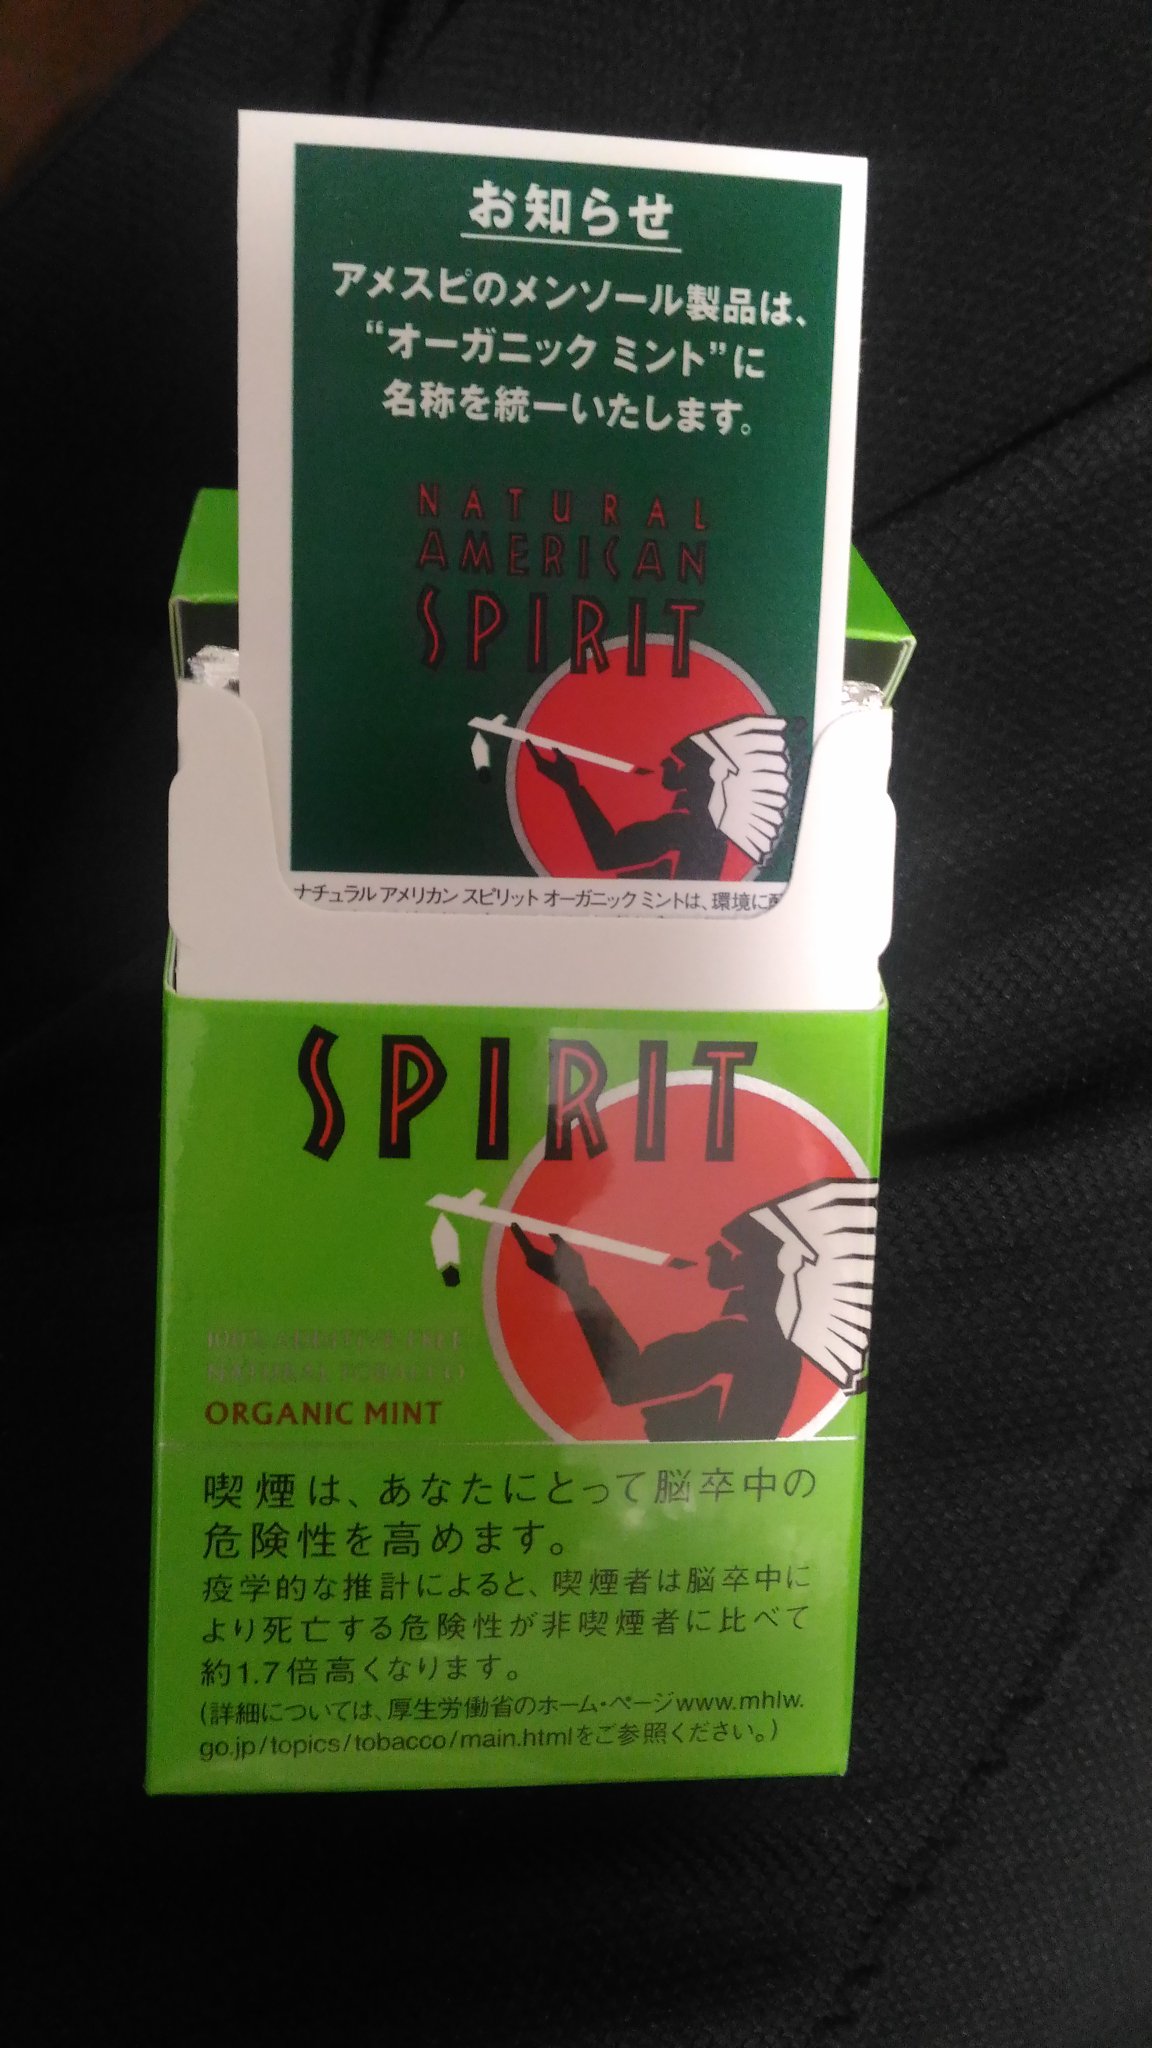 お知らせ
アメスピのメンソール製品は、
“オーガニック ミント”に
名称を統一いたします。
NATURAL
AMERICAN
SPIRIT
ナチュラル アメリカン スピリット オーガニック ミントは、環境に配
SPIRIT
100% ADDITIVE FREE
NATURAL TOBACCO
ORGANIC MINT
喫煙は、あなたにとって脳卒中の
危険性を高めます。
疫学的な推計によると、喫煙者は脳卒中に
より死亡する危険性が非喫煙者に比べて
約1.7倍高くなります。
(詳細については、厚生労働省のホーム・ページwww.mhlw.
go.jp/topics/tobacco/main.htmlをご参照ください。)